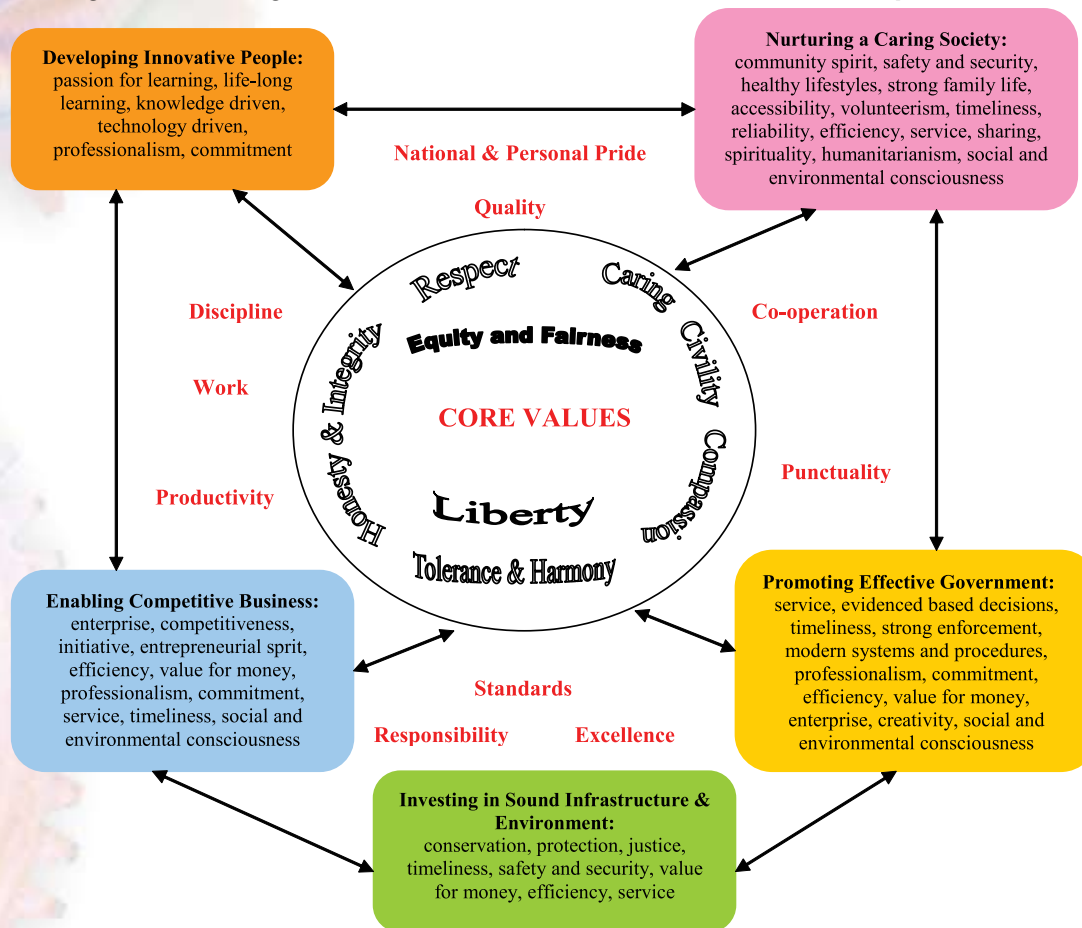 Developing Innovative People:
passion for learning, life-long
learning, knowledge driven,
technology driven,
professionalism, commitment
Nurturing a Caring Society:
community spirit, safety and security,
healthy lifestyles, strong family life,
accessibility, volunteerism, timeliness,
reliability, efficiency, service, sharing,
spirituality, humanitarianism, social and
environmental consciousness
National & Personal Pride
Quality
Discipline
Work
Productivity
Respect
Caring
Equity and Fairness
Honesty & Integrity
Civility
CORE VALUES
Compassion
Liberty
Tolerance & Harmony
Co-operation
Punctuality
Enabling Competitive Business:
enterprise, competitiveness,
initiative, entrepreneurial sprit,
efficiency, value for money,
professionalism, commitment,
service, timeliness, social and
environmental consciousness
Promoting Effective Government:
service, evidenced based decisions,
timeliness, strong enforcement,
modern systems and procedures,
professionalism, commitment,
efficiency, value for money,
enterprise, creativity, social and
environmental consciousness
Standards
Responsibility
Excellence
Investing in Sound Infrastructure &
Environment:
conservation, protection, justice,
timeliness, safety and security, value
for money, efficiency, service